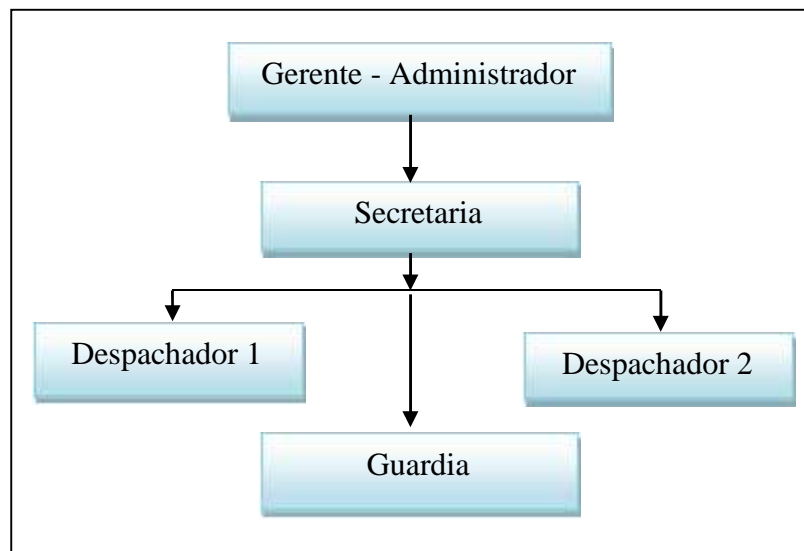 Gerente - Administrador
Secretaria
Despachador 1
Despachador 2
Guardia